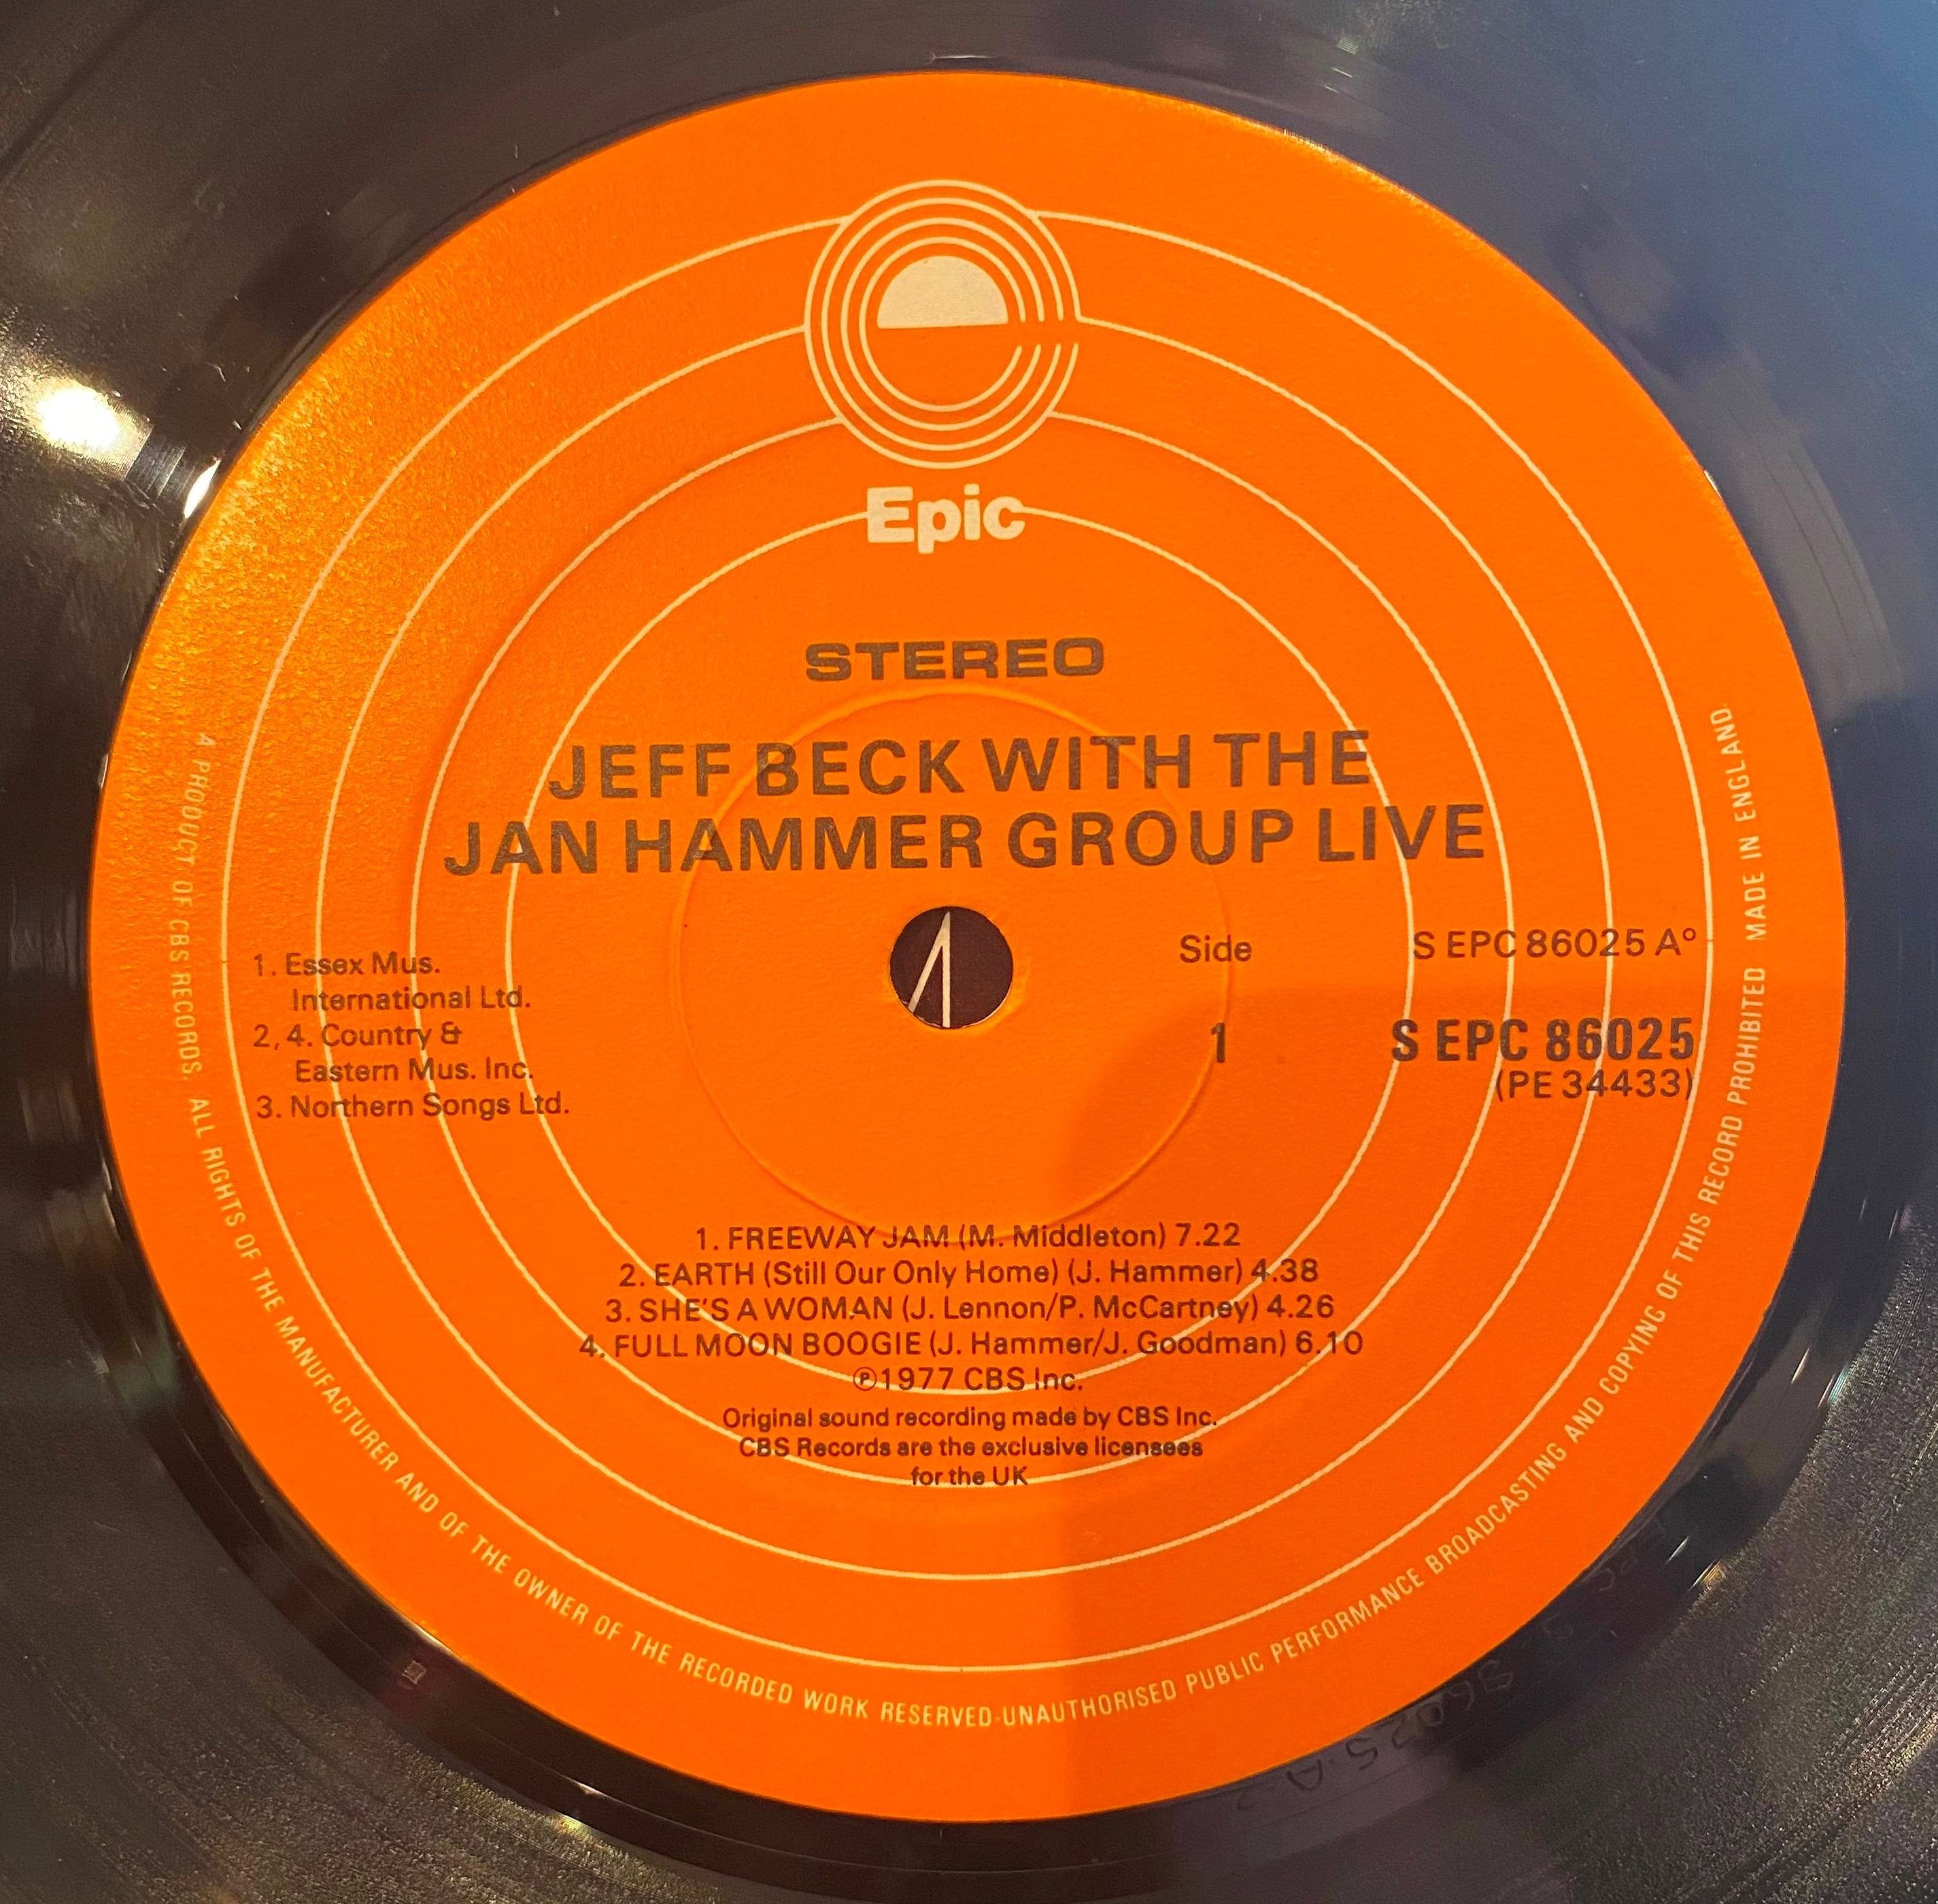 Epic
STEREO
JEFF BECK WITH THE
JAN HAMMER GROUP LIVE
1. Essex Mus.
International Ltd.
2, 4. Country &
Eastern Mus. Inc.
3. Northern Songs Ltd.
Side
1
S EPC 86025 A°
S EPC 86025
(PE 34433)
1. FREEWAY JAM (M. Middleton) 7.22
2. EARTH (Still Our Only Home) (J. Hammer) 4.38
3. SHE'S A WOMAN (J. Lennon/P. McCartney) 4.26
4. FULL MOON BOOGIE (J. Hammer/J. Goodman) 6.10
℗1977 CBS Inc.
Original sound recording made by CBS Inc.
CBS Records are the exclusive licensees
for the UK
A PRODUCT OF CBS RECORDS. ALL RIGHTS OF THE MANUFACTURER AND OF THE OWNER OF THE RECORDED WORK RESERVED-UNAUTHORISED PUBLIC PERFORMANCE BROADCASTING AND COPYING OF THIS RECORD PROHIBITED MADE IN ENGLAND.